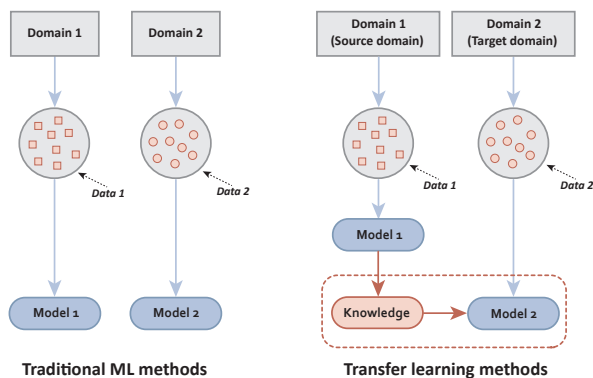 Domain 1
Domain 2
Data 1
Data 2
Model 1
Model 2
Traditional ML methods
Domain 1
(Source domain)
Domain 2
(Target domain)
Data 1
Data 2
Model 1
Knowledge
Model 2
Transfer learning methods